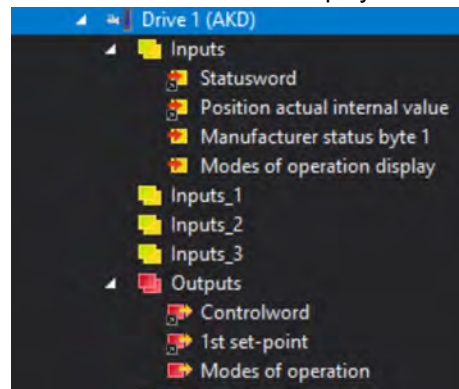 Drive 1 (AKD)
Inputs
Statusword
Position actual internal value
Manufacturer status byte 1
Modes of operation display
Inputs_1
Inputs_2
Inputs_3
Outputs
Controlword
1st set-point
Modes of operation